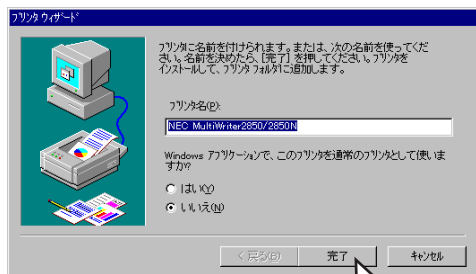 プリンタ ウィザード
プリンタに名前を付けられます。または、次の名前を使ってくだ
さい。名前を決めたら、[完了] を押してください。プリンタを
インストールして、プリンタ フォルダに追加します。
プリンタ名(P):
NEC MultiWriter2850/2850N
Windows アプリケーションで、このプリンタを通常のプリンタとして使いま
すか?
はい(Y)
いいえ(N)
< 戻る(B)
完了
キャンセル